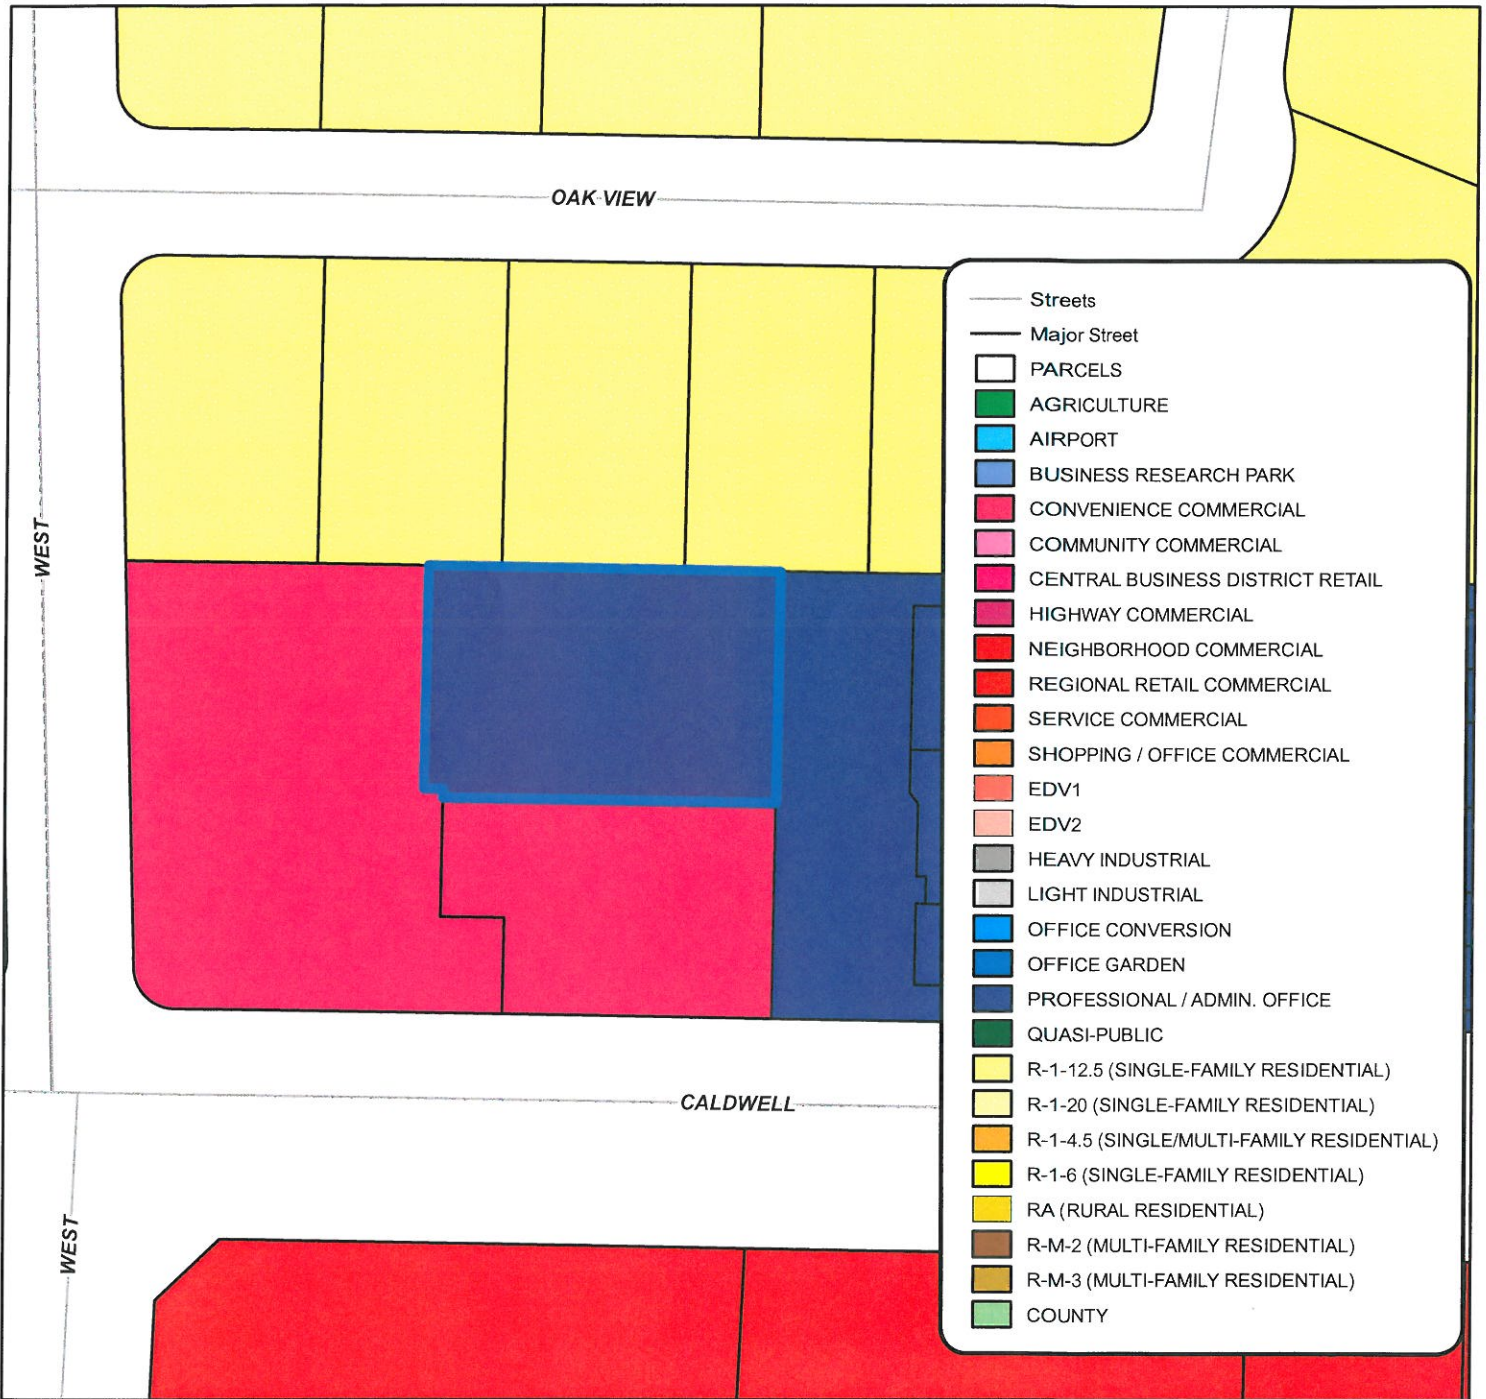 OAK VIEW
Streets
Major Street
PARCELS
AGRICULTURE
AIRPORT
BUSINESS RESEARCH PARK
CONVENIENCE COMMERCIAL
COMMUNITY COMMERCIAL
CENTRAL BUSINESS DISTRICT RETAIL
HIGHWAY COMMERCIAL
NEIGHBORHOOD COMMERCIAL
REGIONAL RETAIL COMMERCIAL
SERVICE COMMERCIAL
SHOPPING / OFFICE COMMERCIAL
EDV1
EDV2
HEAVY INDUSTRIAL
LIGHT INDUSTRIAL
OFFICE CONVERSION
OFFICE GARDEN
PROFESSIONAL / ADMIN. OFFICE
QUASI-PUBLIC
R-1-12.5 (SINGLE-FAMILY RESIDENTIAL)
R-1-20 (SINGLE-FAMILY RESIDENTIAL)
R-1-4.5 (SINGLE/MULTI-FAMILY RESIDENTIAL)
R-1-6 (SINGLE-FAMILY RESIDENTIAL)
RA (RURAL RESIDENTIAL)
R-M-2 (MULTI-FAMILY RESIDENTIAL)
R-M-3 (MULTI-FAMILY RESIDENTIAL)
COUNTY
WEST
CALDWELL
WEST